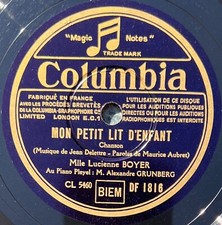 "Magic Notes"
TRADE MARK
Columbia
FABRIQUÉ EN FRANCE
AVEC LES PROCÉDÉS BREVETÉS
DE LA COLUMBIA-GRAPHOPHONE CO
LIMITED LONDON E.C.1
L'UTILISATION DE CE DISQUE
POUR LES AUDITIONS PUBLIQUES
DIRECTES OU POUR LES AUDITIONS
RADIODIFFUSÉES EST INTERDITE
MON PETIT LIT D'ENFANT
Chanson
(Musique de Jean Delettre - Paroles de Maurice Aubret)
Mlle Lucienne BOYER
Au Piano Pleyel : M. Alexandre GRUNBERG
CL 5460 BIEM DF 1816